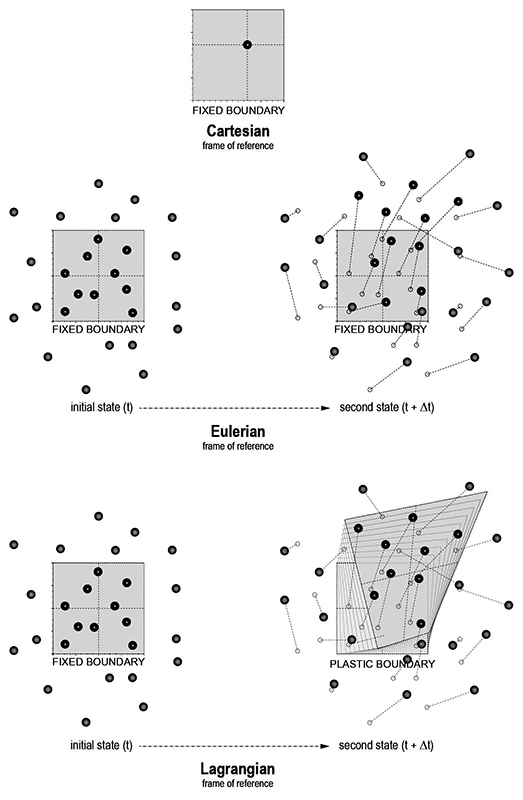 FIXED BOUNDARY
Cartesian
frame of reference
FIXED BOUNDARY
FIXED BOUNDARY
initial state (t)
second state (t + Δt)
Eulerian
frame of reference
FIXED BOUNDARY
PLASTIC BOUNDARY
initial state (t)
second state (t + Δt)
Lagrangian
frame of reference